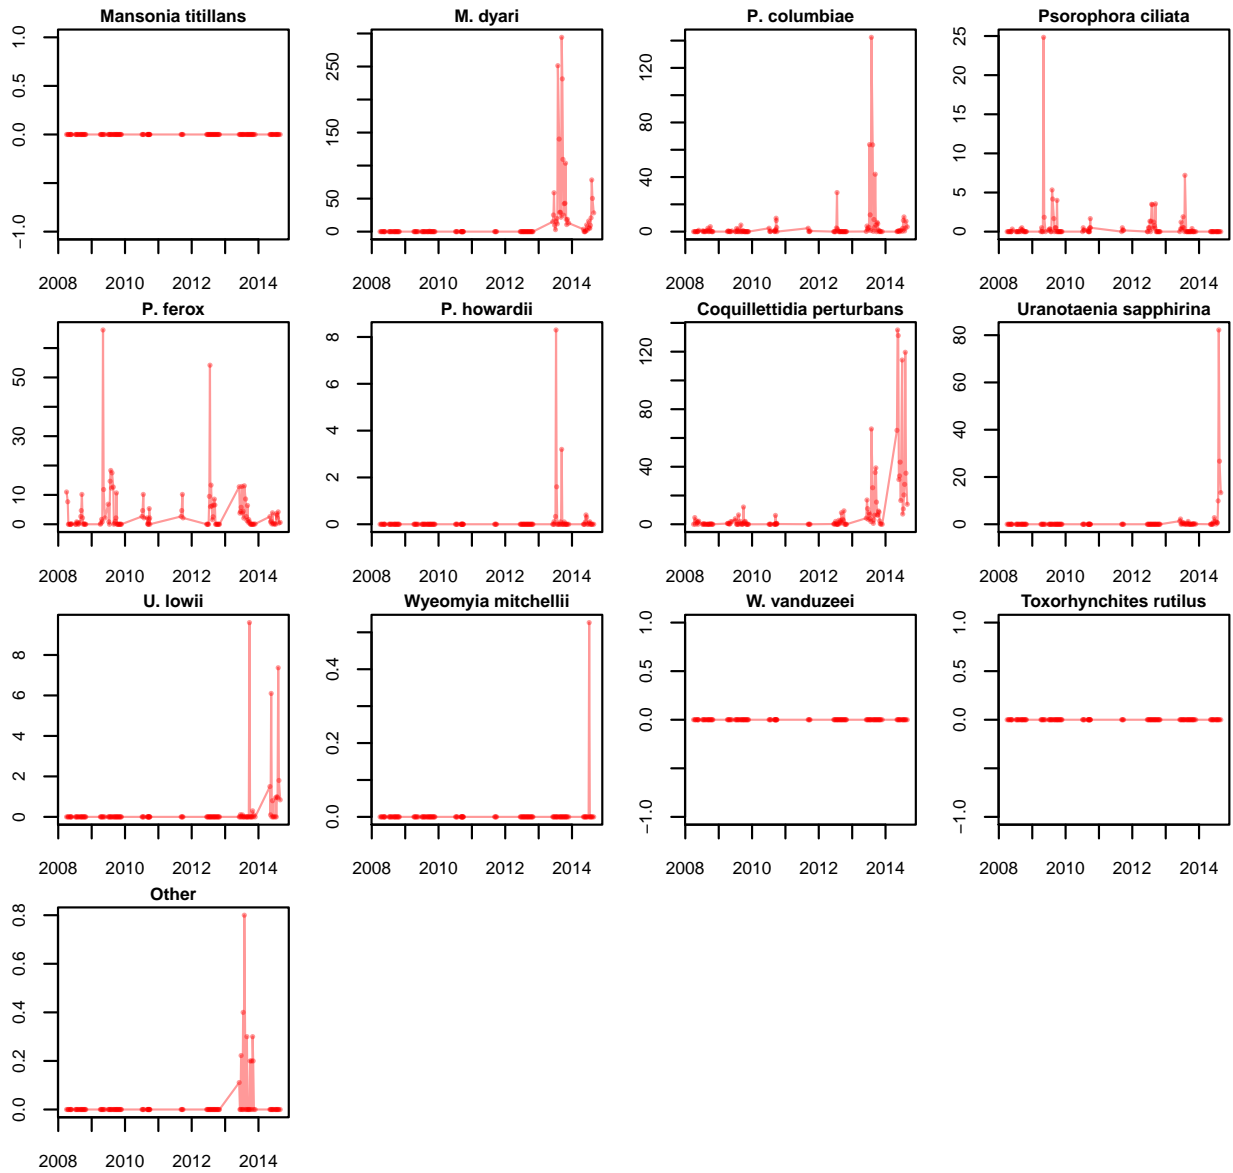 Mansonia titillans
1.0
0.5
0.0
−1.0
2008 2010 2012 2014
M. dyari
250
150
50
0
2008 2010 2012 2014
P. columbiae
120
80
40
0
2008 2010 2012 2014
Psorophora ciliata
25
20
15
10
5
0
2008 2010 2012 2014
P. ferox
50
30
10
0
2008 2010 2012 2014
P. howardii
8
6
4
2
0
2008 2010 2012 2014
Coquillettidia perturbans
120
80
40
0
2008 2010 2012 2014
Uranotaenia sapphirina
80
60
40
20
0
2008 2010 2012 2014
U. lowii
8
6
4
2
0
2008 2010 2012 2014
Wyeomyia mitchellii
0.4
0.2
0.0
2008 2010 2012 2014
W. vanduzeei
1.0
0.5
0.0
−1.0
2008 2010 2012 2014
Toxorhynchites rutilus
1.0
0.5
0.0
−1.0
2008 2010 2012 2014
Other
0.8
0.6
0.4
0.2
0.0
2008 2010 2012 2014